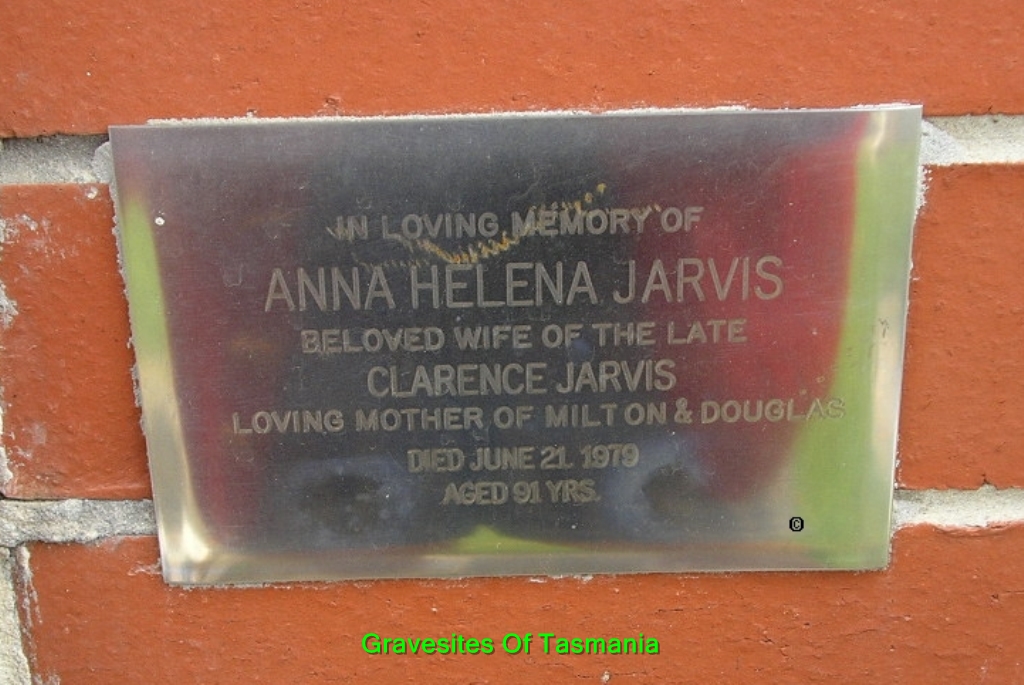 IN LOVING MEMORY OF
ANNA HELENA JARVIS
BELOVED WIFE OF THE LATE
CLARENCE JARVIS
LOVING MOTHER OF MILTON & DOUGLAS
DIED JUNE 21. 1979
AGED 91 YRS.
©
Gravesites Of Tasmania